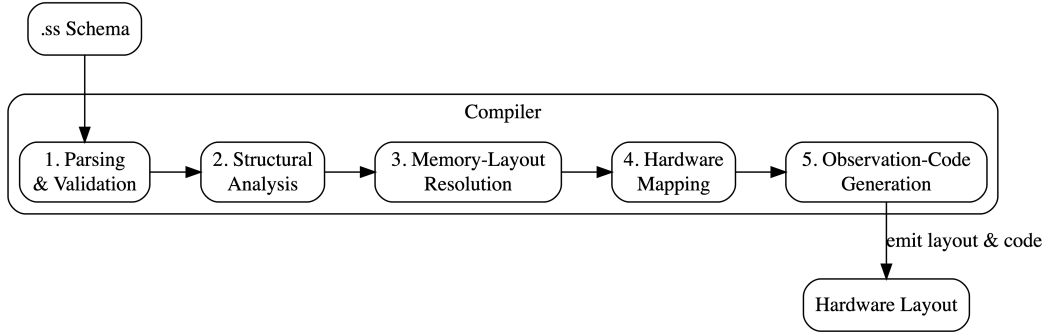 .ss Schema
Compiler
1. Parsing
& Validation
2. Structural
Analysis
3. Memory-Layout
Resolution
4. Hardware
Mapping
5. Observation-Code
Generation
emit layout & code
Hardware Layout